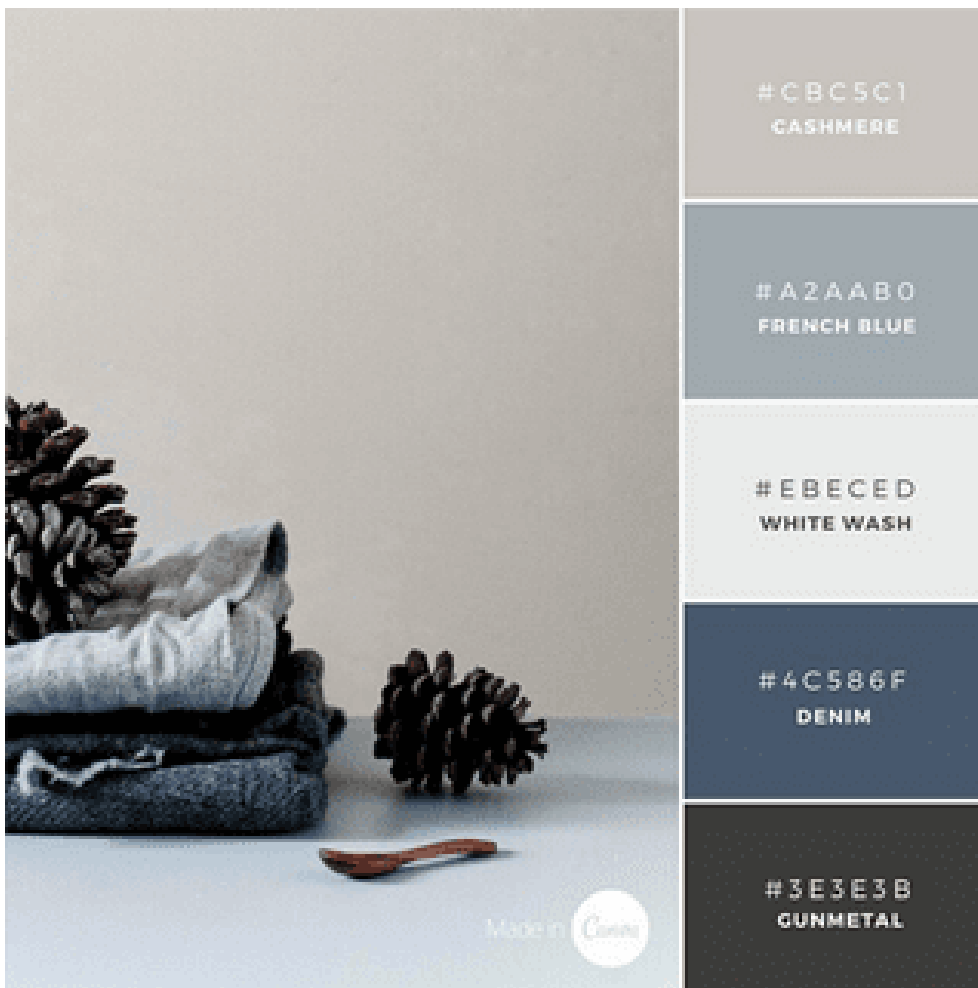 #CBC5C1
CASHMERE
#A2AAB0
FRENCH BLUE
#EBECED
WHITE WASH
#4C586F
DENIM
#3E3E3B
GUNMETAL
Made in Canva